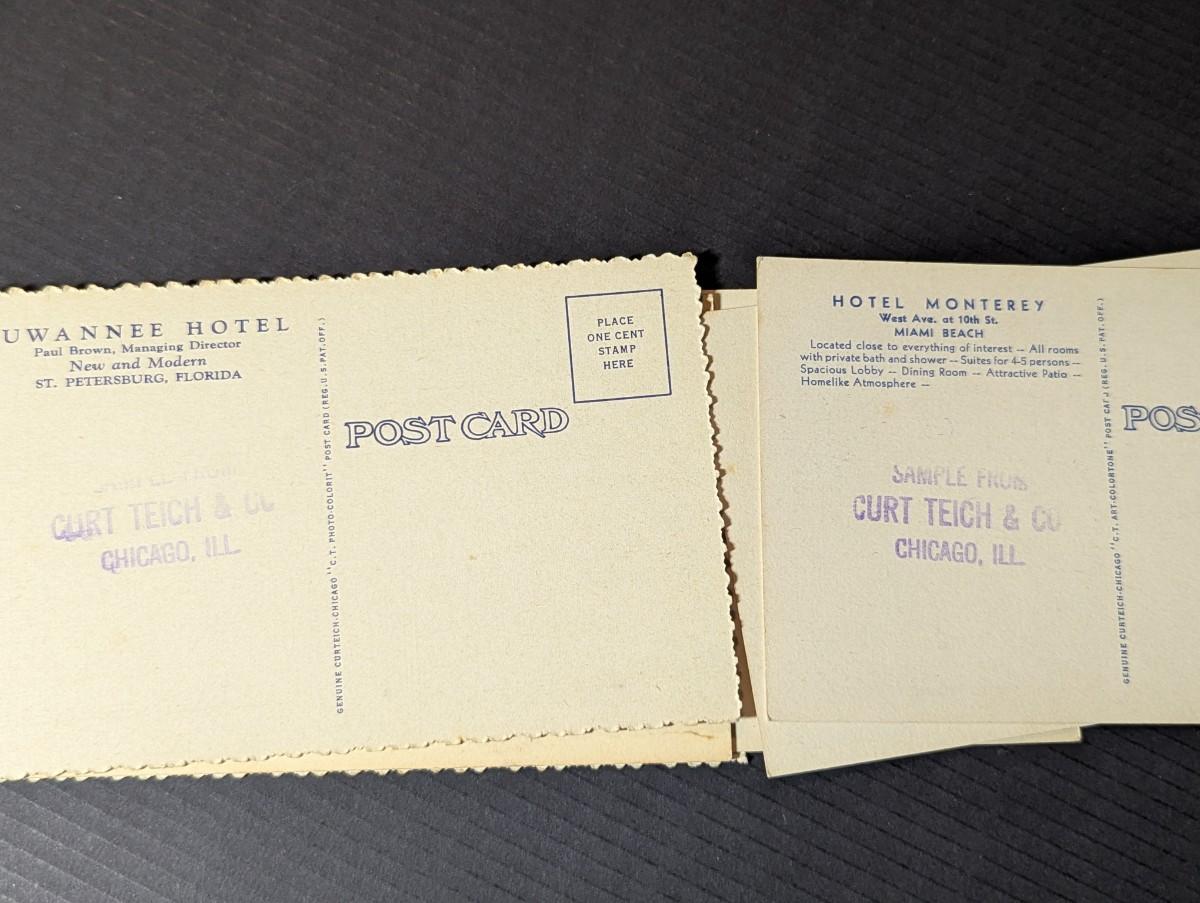 UWANNEE HOTEL
Paul Brown, Managing Director
New and Modern
ST. PETERSBURG, FLORIDA
CURT TEICH & CO
CHICAGO, ILL.
GENUINE CURTEICH-CHICAGO "C.T. PHOTO-COLORIT" POST CARD (REG. U.S. PAT. OFF.)
POST CARD
PLACE
ONE CENT
STAMP
HERE
HOTEL MONTEREY
West Ave. at 10th St.
MIAMI BEACH
Located close to everything of interest -- All rooms
with private bath and shower -- Suites for 4-5 persons --
Spacious Lobby -- Dining Room -- Attractive Patio --
Homelike Atmosphere --
SAMPLE FROM
CURT TEICH & CO
CHICAGO, ILL.
GENUINE CURTEICH-CHICAGO "C.T. ART-COLORTONE" POST CARD (REG. U.S. PAT. OFF.)
POS